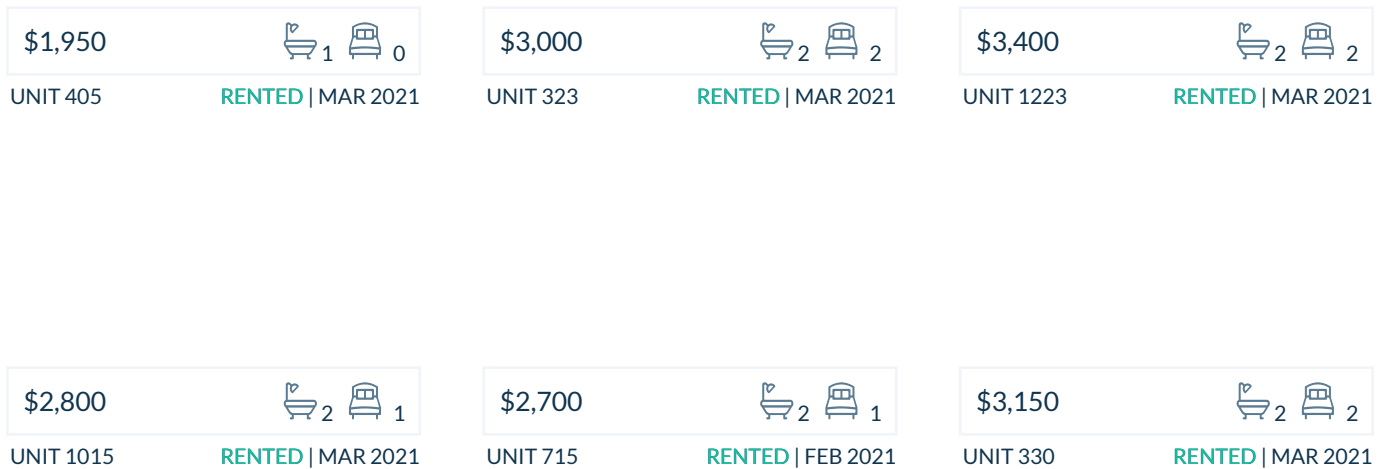 $1,950 1 0
UNIT 405 RENTED | MAR 2021
$3,000 2 2
UNIT 323 RENTED | MAR 2021
$3,400 2 2
UNIT 1223 RENTED | MAR 2021
$2,800 2 1
UNIT 1015 RENTED | MAR 2021
$2,700 2 1
UNIT 715 RENTED | FEB 2021
$3,150 2 2
UNIT 330 RENTED | MAR 2021